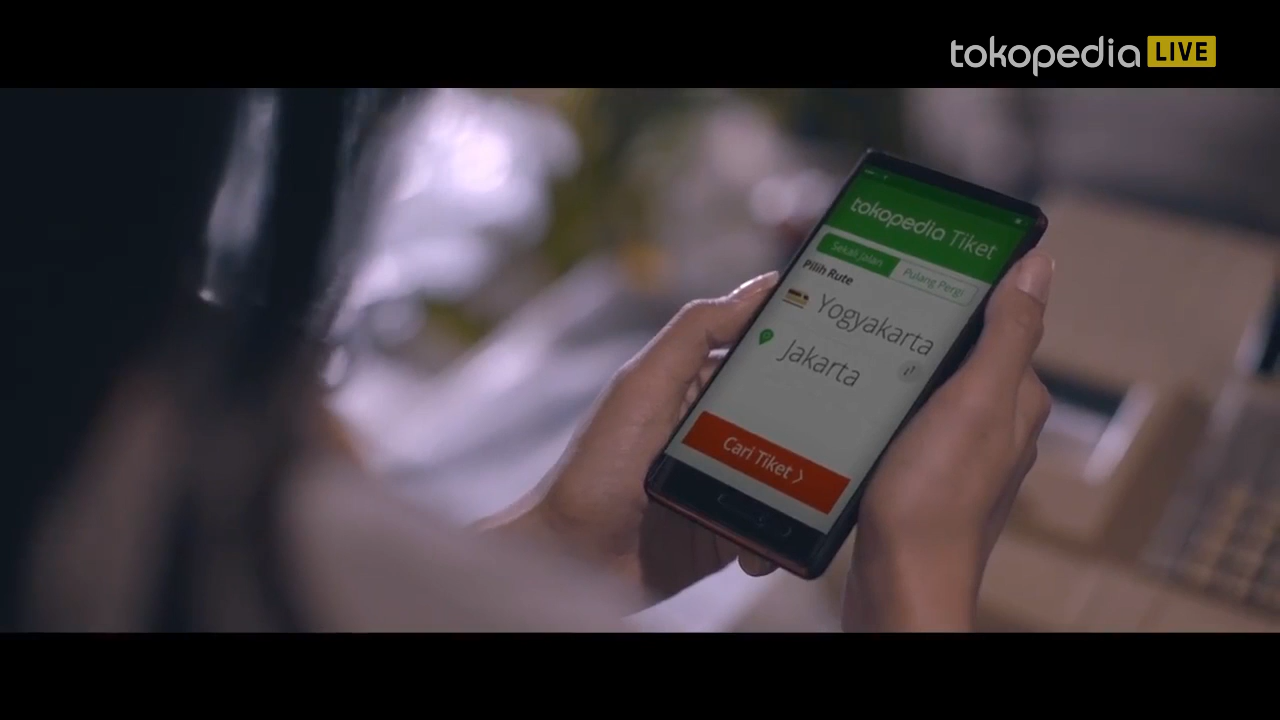 tokopedia LIVE
tokopedia Tiket
Sekali Jalan Pulang Pergi
Pilih Rute
Yogyakarta
Jakarta
Cari Tiket >